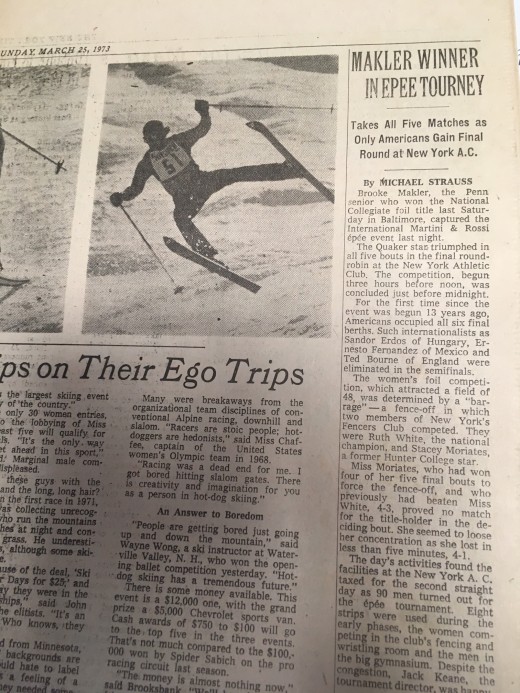 SUNDAY, MARCH 25, 1973
51
ips on Their Ego Trips
s the largest skiing event
y of the country."
only 30 women entries,
o the lobbying of Miss
ast five will qualify for
ls. "It's the only way
et ahead in this sport,"
Marginal male com-
displeased.
these guys with the
and the long, hair?
n the first race in 1971,
as collecting unrecog-
who run the mountains
hes at night and con-
grass. He underesti-
s, although some ski-
use of the deal, 'Ski
r Days for $25,' and
y they were in the
hips," said John
he elitists. "It's an
Who knows, they
d from Minnesota,
backgrounds are
uld hate to label
a feeling of a
ey needed some
Many were breakaways from the
organizational team disciplines of con-
ventional Alpine racing, downhill and
slalom. "Racers are stoic people; hot-
doggers are hedonists," said Miss Chaf-
fee, captain of the United States
women's Olympic team in 1968.
"Racing was a dead end for me. I
got bored hitting slalom gates. There
is creativity and imagination for you
as a person in hot-dog skiing."
An Answer to Boredom
"People are getting bored just going
up and down the mountain," said
Wayne Wong, a ski instructor at Water-
ville Valley, N. H., who won the open-
ing ballet competition yesterday. "Hot-
dog skiing has a tremendous future."
There is some money available. This
event is a $12,000 one, with the grand
prize a $5,000 Chevrolet sports van.
Cash awards of $750 to $100 will go
to the top five in the three events.
That's not much compared to the $100,-
000 won by Spider Sabich on the pro
racing circuit last season.
"The money is almost nothing now,"
said Brookshank.
MAKLER WINNER
IN EPEE TOURNEY
Takes All Five Matches as
Only Americans Gain Final
Round at New York A.C.
By MICHAEL STRAUSS
Brooke Makler, the Penn
senior who won the National
Collegiate foil title last Satur-
day in Baltimore, captured the
International Martini & Rossi
épée event last night.
The Quaker star triumphed in
all five bouts in the final round-
robin at the New York Athletic
Club. The competition, begun
three hours before noon, was
concluded just before midnight.
For the first time since the
event was begun 13 years ago,
Americans occupied all six final
berths. Such internationalists as
Sandor Erdos of Hungary, Er-
nesto Fernandez of Mexico and
Ted Bourne of England were
eliminated in the semifinals.
The women's foil competi-
tion, which attracted a field of
48, was determined by a "bar-
rage"—a fence-off in which
two members of New York's
Fencers Club competed. They
were Ruth White, the national
champion, and Stacey Moriates,
a former Hunter College star.
Miss Moriates, who had won
four of her five final bouts to
force the fence-off, and who
previously had beaten Miss
White, 4-3, proved no match
for the title-holder in the de-
ciding bout. She seemed to lose
her concentration as she lost in
less than five minutes, 4-1.
The day's activities found the
facilities at the New York A. C.
taxed for the second straight
day as 90 men turned out for
the épée tournament. Eight
strips were used during the
early phases, the women com-
peting in the club's fencing and
wrestling room and the men in
the big gymnasium. Despite the
congestion, Jack Keane, the
tournament director,